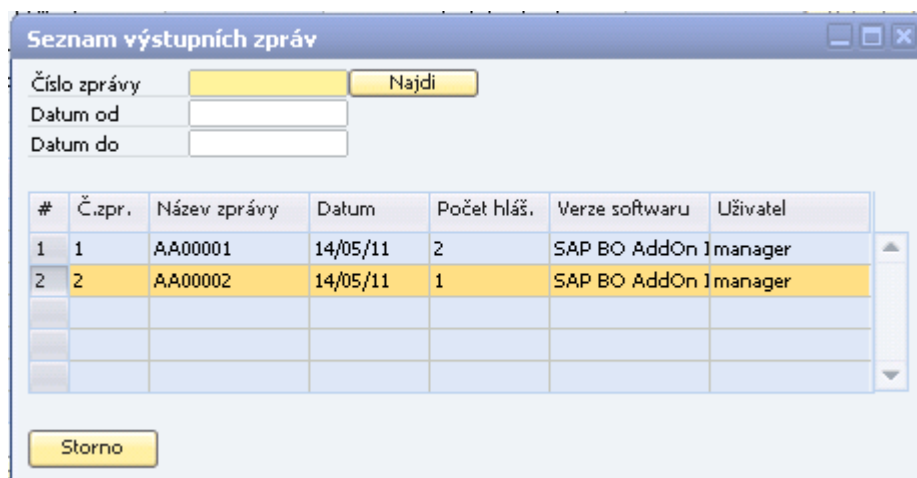 Seznam výstupních zpráv
Číslo zprávy Najdi
Datum od
Datum do
# Č.zpr. Název zprávy Datum Počet hláš. Verze softwaru Uživatel
1 1 AA00001 14/05/11 2 SAP BO AddOn manager
2 2 AA00002 14/05/11 1 SAP BO AddOn manager
Storno